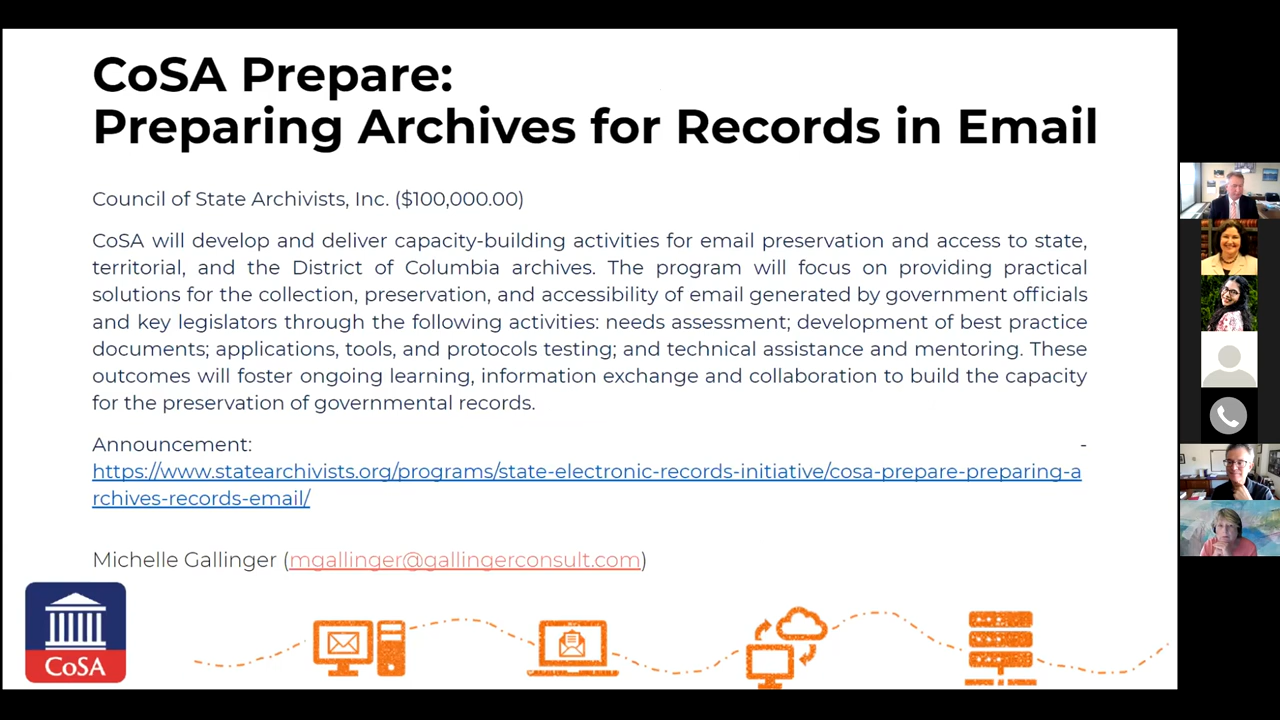 CoSA Prepare:
Preparing Archives for Records in Email
Council of State Archivists, Inc. ($100,000.00)
CoSA will develop and deliver capacity-building activities for email preservation and access to state,
territorial, and the District of Columbia archives. The program will focus on providing practical
solutions for the collection, preservation, and accessibility of email generated by government officials
and key legislators through the following activities: needs assessment; development of best practice
documents; applications, tools, and protocols testing; and technical assistance and mentoring. These
outcomes will foster ongoing learning, information exchange and collaboration to build the capacity
for the preservation of governmental records.
Announcement: -
https://www.statearchivists.org/programs/state-electronic-records-initiative/cosa-prepare-preparing-a
rchives-records-email/
Michelle Gallinger (mgallinger@gallingerconsult.com)
CoSA